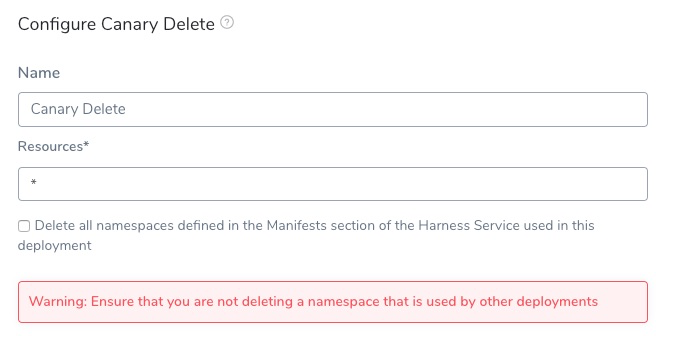 Configure Canary Delete ?
Name
Canary Delete
Resources*
*
Delete all namespaces defined in the Manifests section of the Harness Service used in this
deployment
Warning: Ensure that you are not deleting a namespace that is used by other deployments